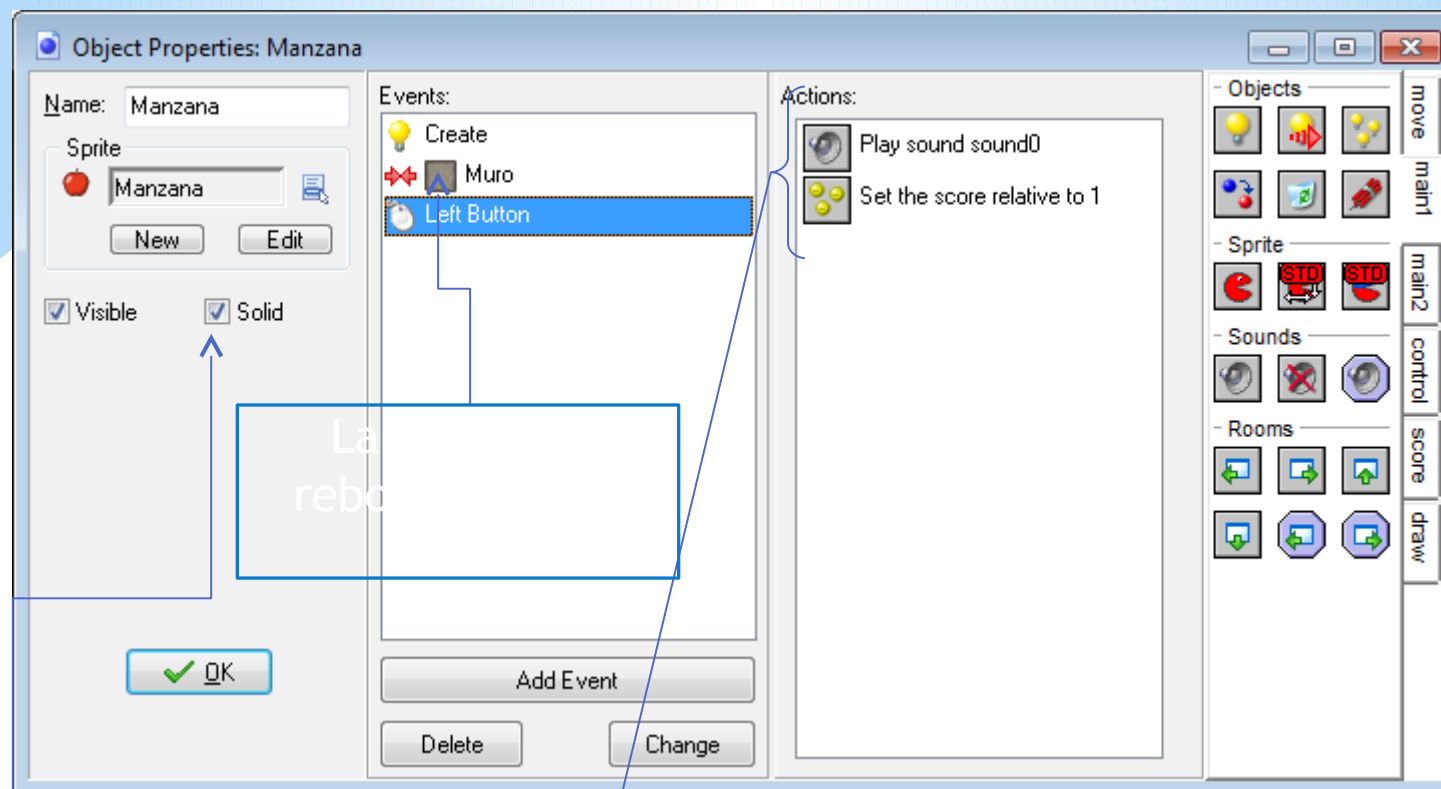 Object Properties: Manzana
Name: Manzana
Sprite
Manzana
New Edit
Visible Solid
OK
Events:
Create
Muro
Left Button
La
Add Event
Delete Change
Actions:
Play sound sound0
Set the score relative to 1
Objects
Sprite
STD STD
Sounds
Rooms
move
main1
main2
control
score
draw